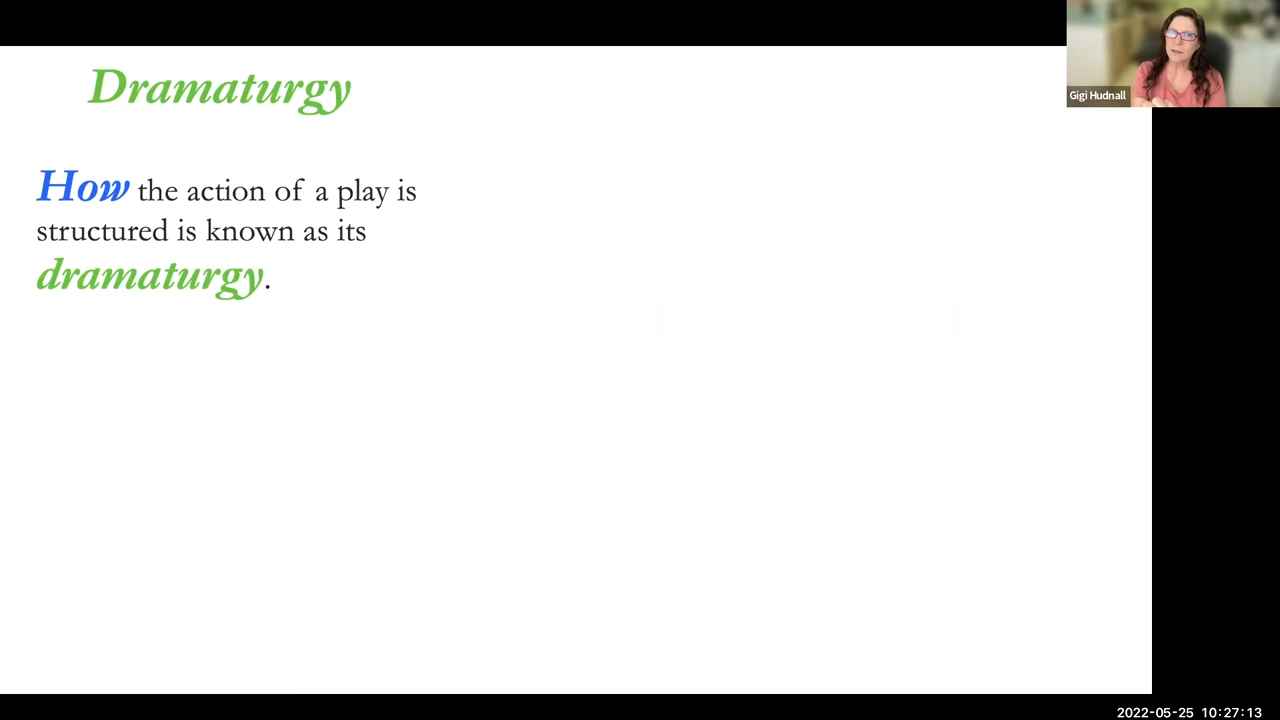 Dramaturgy
Gigi Hudnall
How the action of a play is
structured is known as its
dramaturgy.
2022-05-25 10:27:13